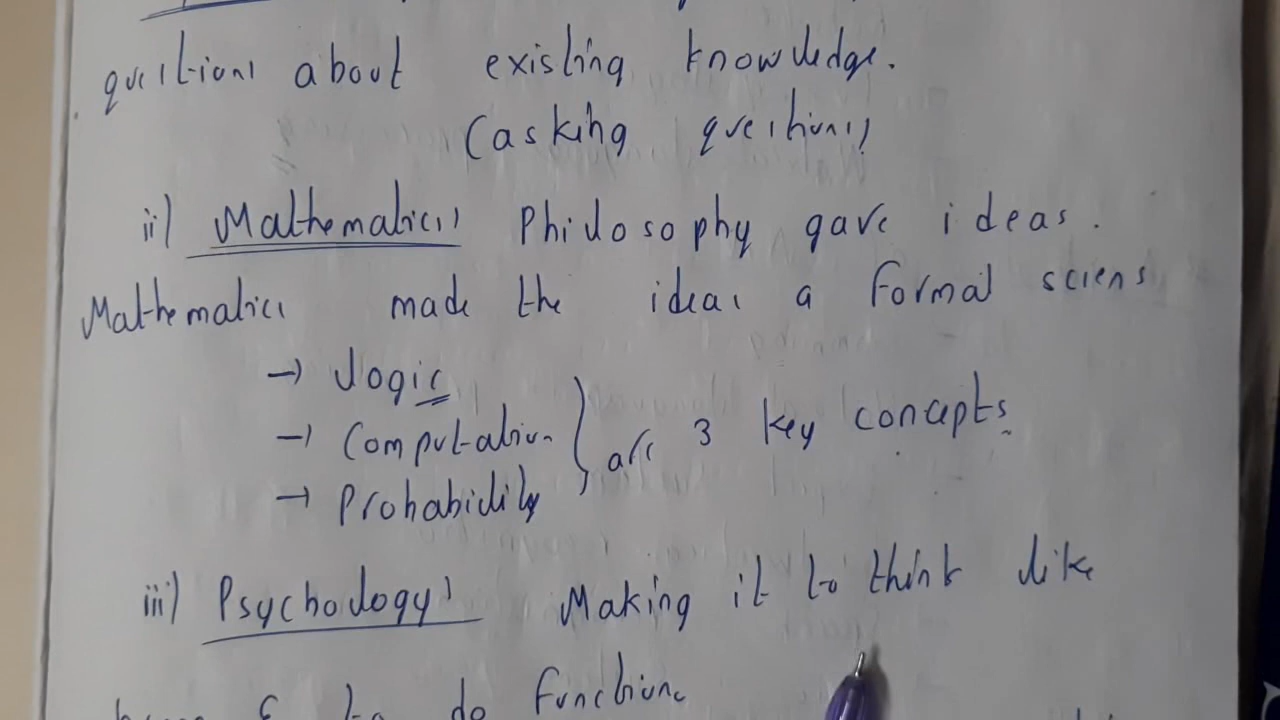 questions about existing knowledge.
(asking questions)
ii) Mathematics) Philosophy gave ideas.
Mathematics made the ideas a formal sciens
→ Logic
→ Computation
→ Probability } are 3 key concepts
iii) Psychology) Making it to think like
to do functions